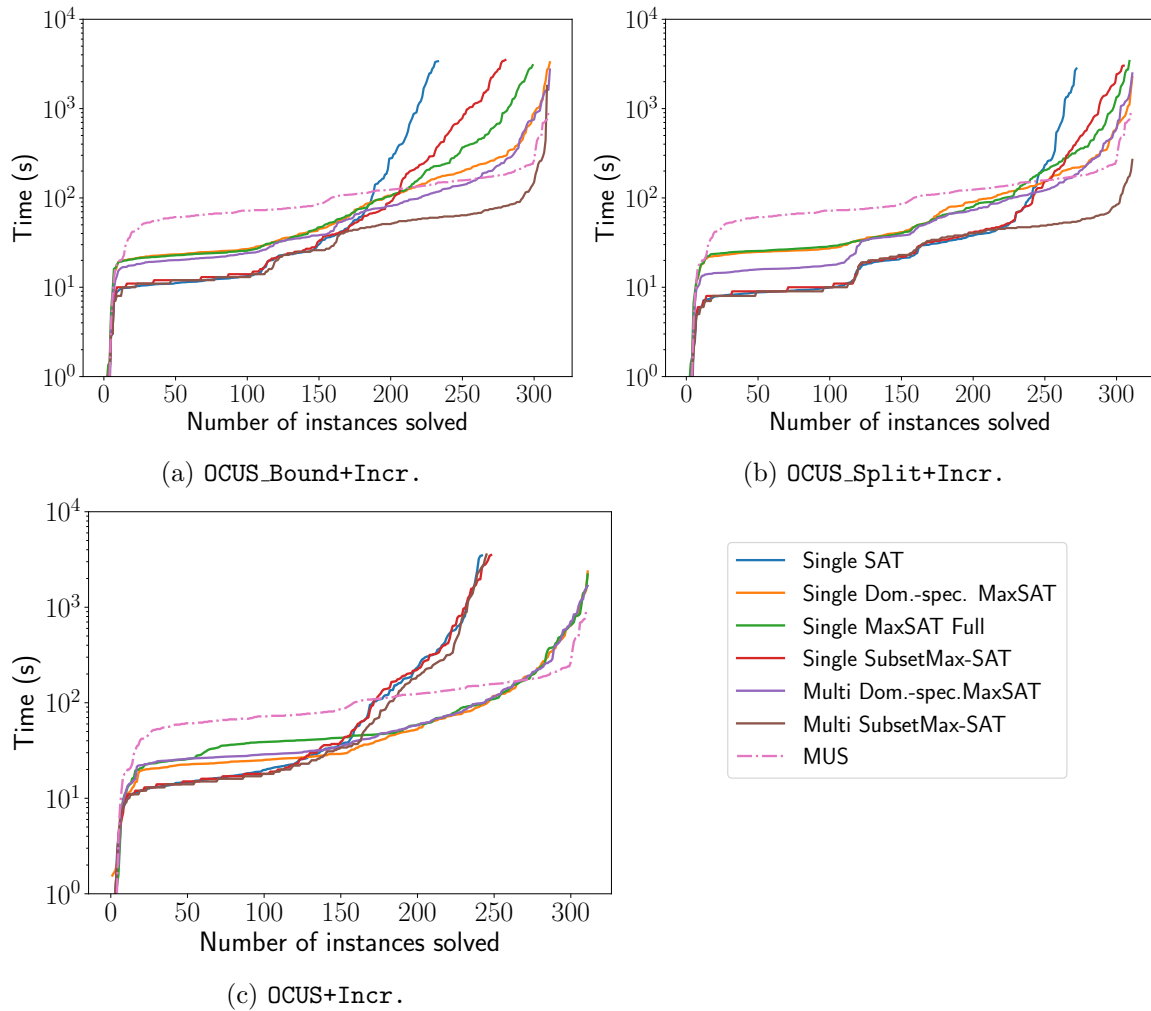 10^4
10^3
10^2
10^1
10^0
Time (s)
0 50 100 150 200 250 300
Number of instances solved
(a) OCUS_Bound+Incr.
10^4
10^3
10^2
10^1
10^0
Time (s)
0 50 100 150 200 250 300
Number of instances solved
(b) OCUS_Split+Incr.
10^4
10^3
10^2
10^1
10^0
Time (s)
0 50 100 150 200 250 300
Number of instances solved
(c) OCUS+Incr.
Single SAT
Single Dom.-spec. MaxSAT
Single MaxSAT Full
Single SubsetMax-SAT
Multi Dom.-spec.MaxSAT
Multi SubsetMax-SAT
MUS